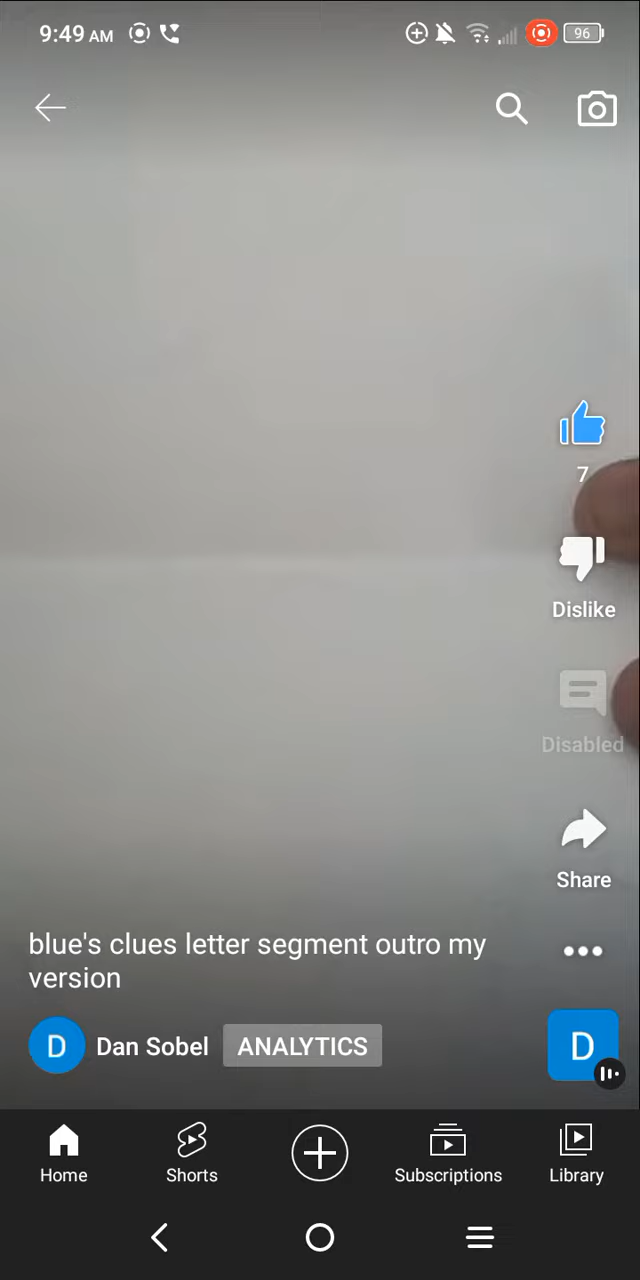 9:49 AM
96
7
Dislike
Disabled
Share
blue's clues letter segment outro my
version
D Dan Sobel ANALYTICS
D
Home Shorts Subscriptions Library